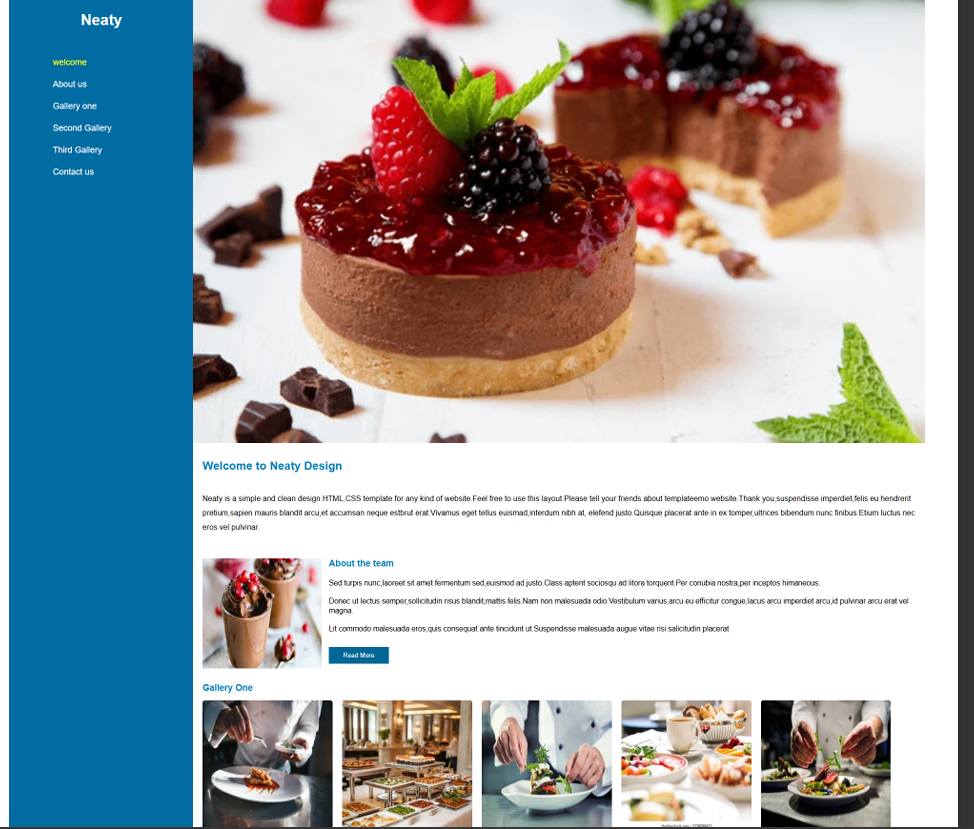 Neaty
welcome
About us
Gallery one
Second Gallery
Third Gallery
Contact us
Welcome to Neaty Design
Neaty is a simple and clean design HTML,CSS template for any kind of website.Feel free to use this layout.Please tell your friends about templateemo website.Thank you,suspendisse imperdiet,felis eu hendrerit
pretium,sapien mauris blandit arcu,et accumsan neque estbrut erat.Vivamus eget tellus euismad,interdum nibh at, elefend justo.Quisque placerat ante in ex tomper,ultrices bibendum nunc finibus.Etium luctus nec
eros vel pulvinar.
About the team
Sed turpis nunc,laoreet sit amet fermentum sed,euismod ad justo.Class aptent sociosqu ad litora torquent.Per conubia nostra,per inceptos himaneous.
Donec ut lectus semper,sollicitudin risus blandit,mattis felis.Nam non malesuada odio.Vestibulum varius,arcu eu efficitur congue,lacus arcu imperdiet arcu,id pulvinar arcu erat vel
magna.
Lit commodo malesuada eros,quis consequat ante tincidunt ut.Suspendisse malesuada augue vitae risi salicitudin placerat
Read More
Gallery One